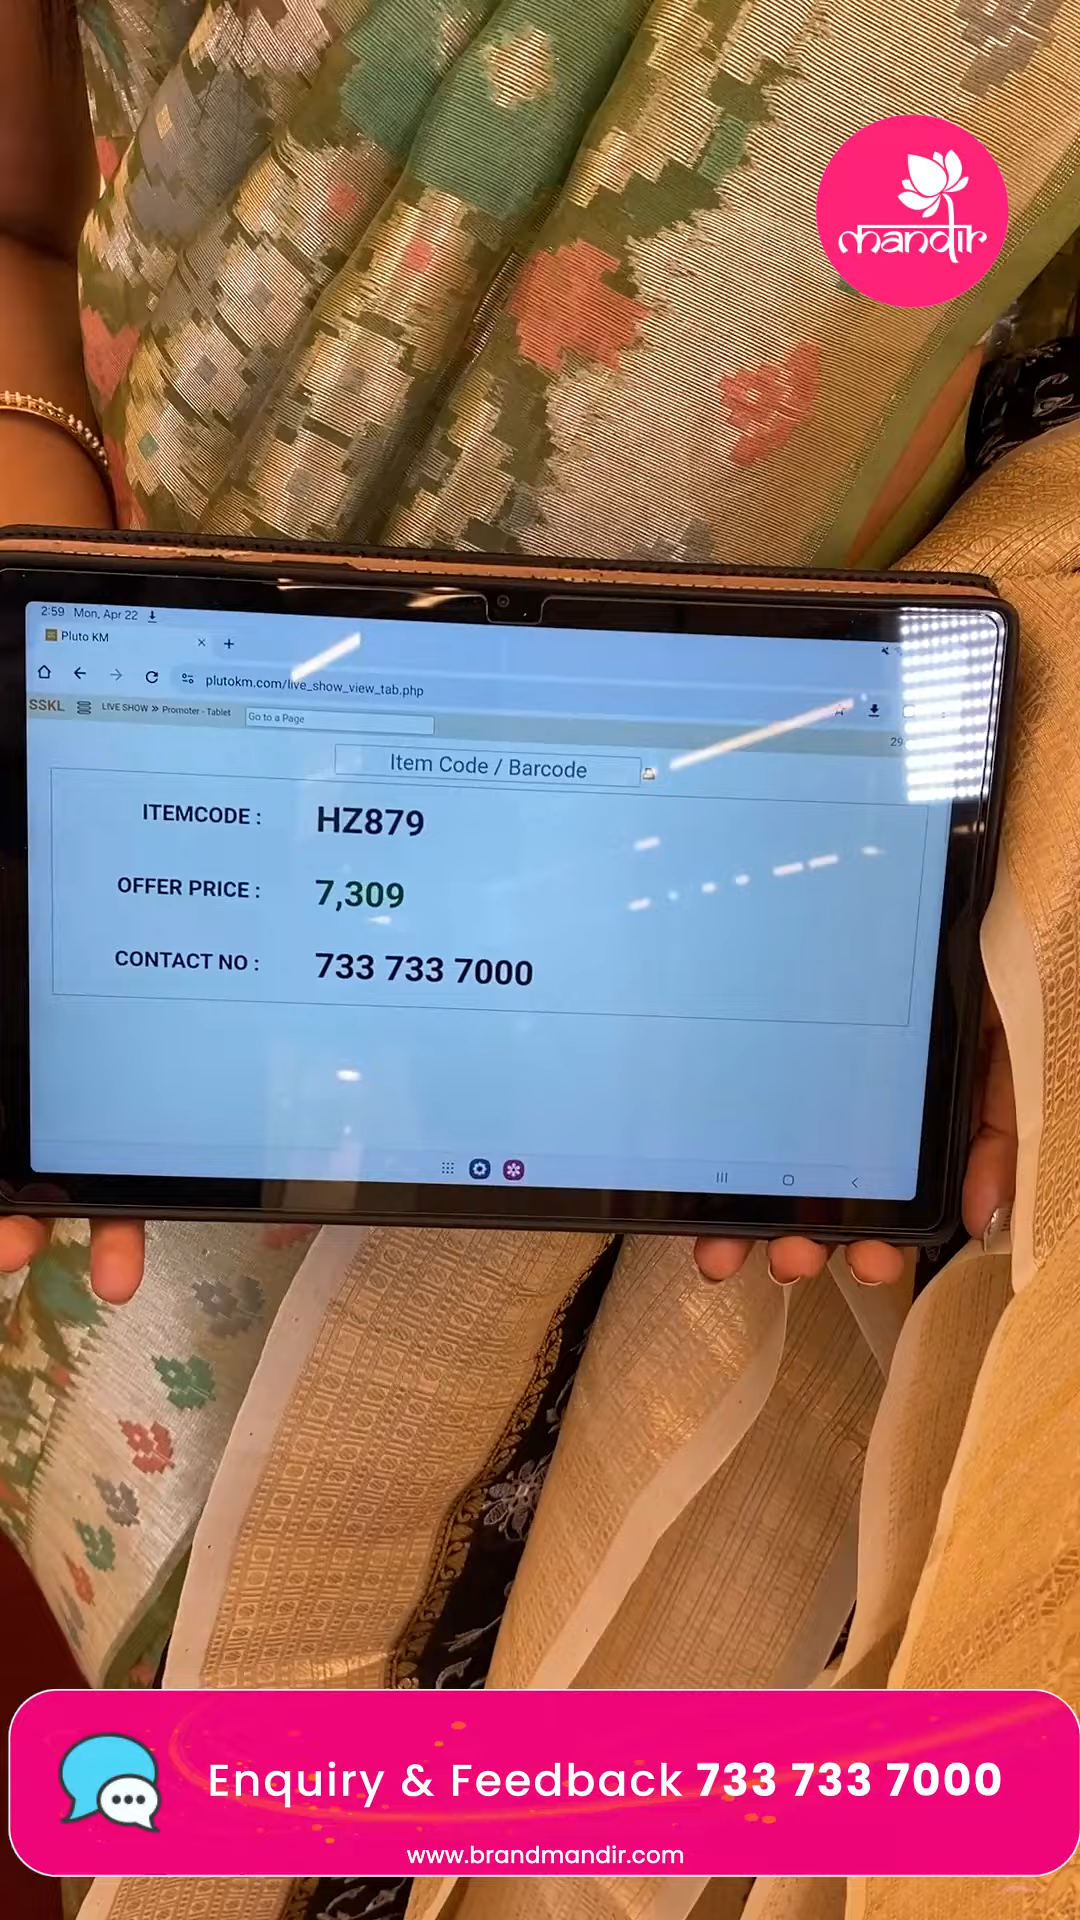 mandir
2:59 Mon, Apr 22
Pluto KM
plutokm.com/live_show_view_tab.php
SSKL LIVE SHOW » Promoter - Tablet Go to a Page
29
Item Code / Barcode
ITEMCODE : HZ879
OFFER PRICE : 7,309
CONTACT NO : 733 733 7000
Enquiry & Feedback 733 733 7000
www.brandmandir.com